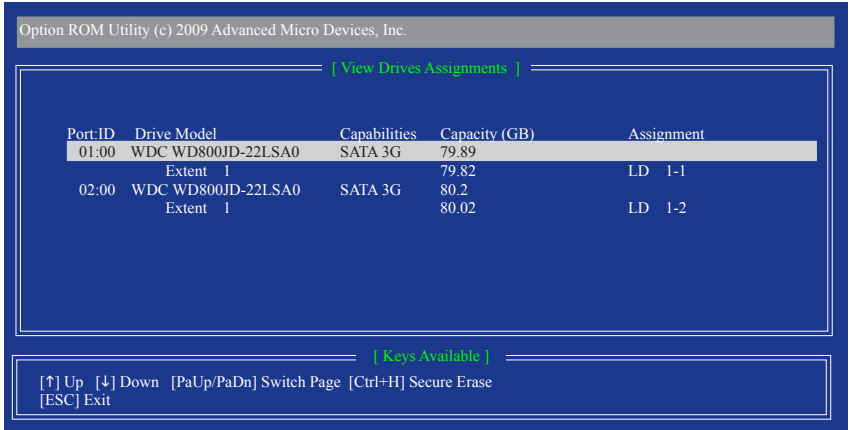 Option ROM Utility (c) 2009 Advanced Micro Devices, Inc.
[ View Drives Assignments ]
Port:ID Drive Model Capabilities Capacity (GB) Assignment
01:00 WDC WD800JD-22LSA0 SATA 3G 79.89
Extent 1 79.82 LD 1-1
02:00 WDC WD800JD-22LSA0 SATA 3G 80.2
Extent 1 80.02 LD 1-2
[ Keys Available ]
[↑] Up [↓] Down [PaUp/PaDn] Switch Page [Ctrl+H] Secure Erase
[ESC] Exit